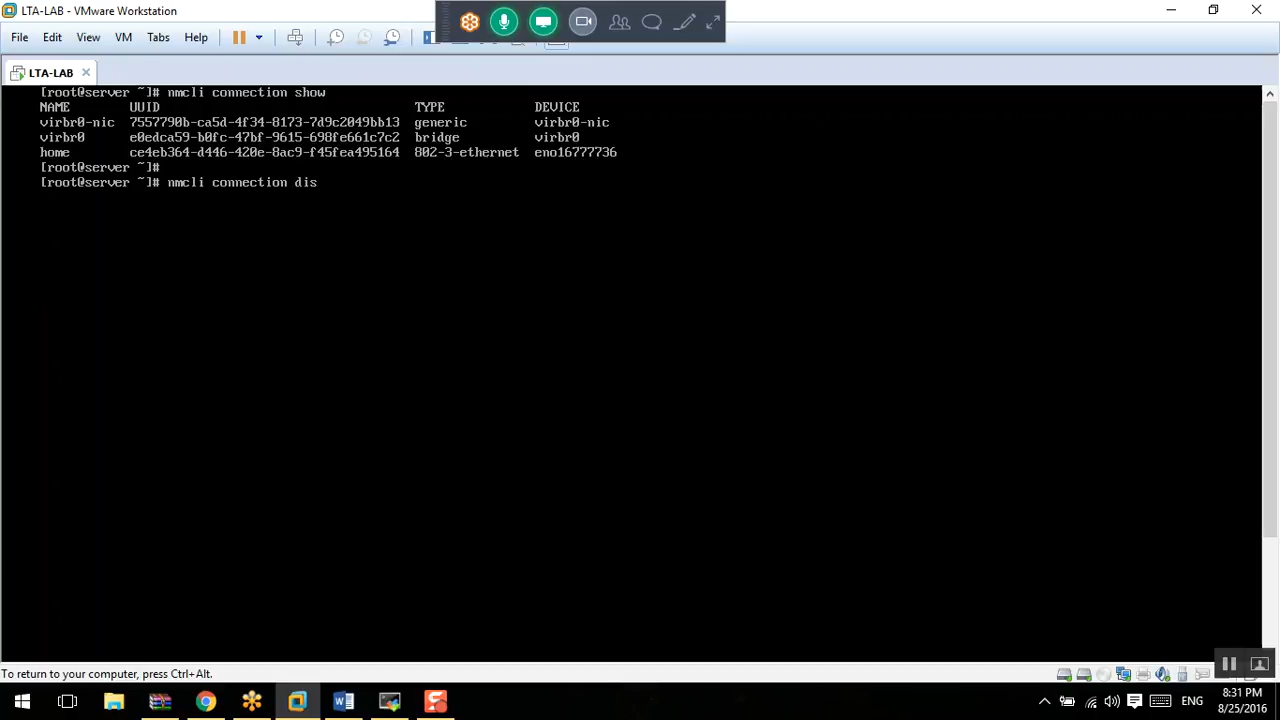 LTA-LAB - VMware Workstation
File Edit View VM Tabs Help
LTA-LAB
[root@server ~]# nmcli connection show
NAME UUID TYPE DEVICE
virbr0-nic 7557790b-ca5d-4f34-8173-7d9c2049bb13 generic virbr0-nic
virbr0 e0edca59-b0fc-47bf-9615-698fe661c7c2 bridge virbr0
home ce4eb364-d446-420e-8ac9-f45fea495164 802-3-ethernet eno16777736
[root@server ~]#
[root@server ~]# nmcli connection dis
To return to your computer, press Ctrl+Alt.
ENG
8:31 PM
8/25/2016